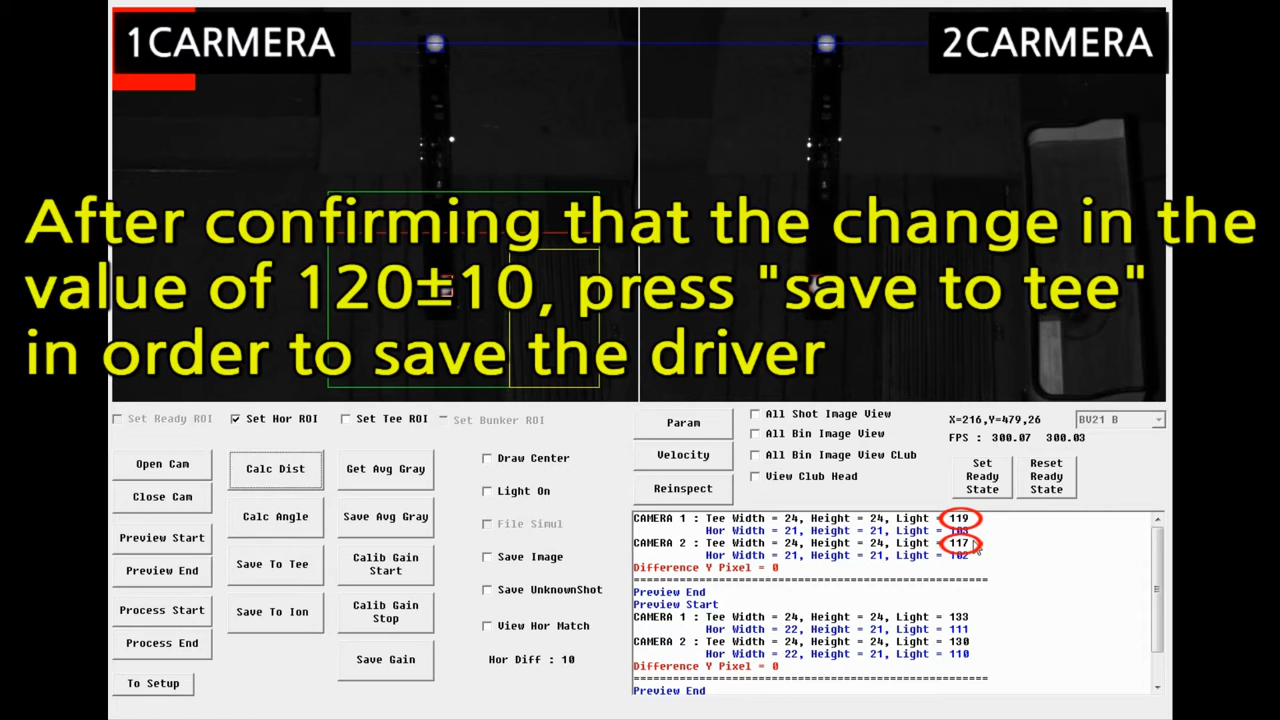 1CARMERA
2CARMERA
After confirming that the change in the
value of 120±10, press "save to tee"
in order to save the driver
Set Ready ROI
Set Hor ROI
Set Tee ROI
Set Bunker ROI
Open Cam
Close Cam
Preview Start
Preview End
Process Start
Process End
To Setup
Calc Dist
Calc Angle
Save To Tee
Save To Ion
Get Avg Gray
Save Avg Gray
Calib Gain
Start
Calib Gain
Stop
Save Gain
Draw Center
Light On
File Simul
Save Image
Save UnknownShot
View Hor Match
Hor Diff : 10
Param
Velocity
Reinspect
All Shot Image View
All Bin Image View
All Bin Image View CLub
View Club Head
X=216,Y=479,26
BV21 B
FPS : 300.07 300.03
Set
Ready
State
Reset
Ready
State
CAMERA 1 : Tee Width = 24, Height = 24, Light = 119
Hor Width = 21, Height = 21, Light = 103
CAMERA 2 : Tee Width = 24, Height = 24, Light = 117
Hor Width = 21, Height = 21, Light = 102
Difference Y Pixel = 0
========================================
Preview End
Preview Start
CAMERA 1 : Tee Width = 24, Height = 24, Light = 133
Hor Width = 22, Height = 21, Light = 111
CAMERA 2 : Tee Width = 24, Height = 24, Light = 130
Hor Width = 22, Height = 21, Light = 110
Difference Y Pixel = 0
========================================
Preview End